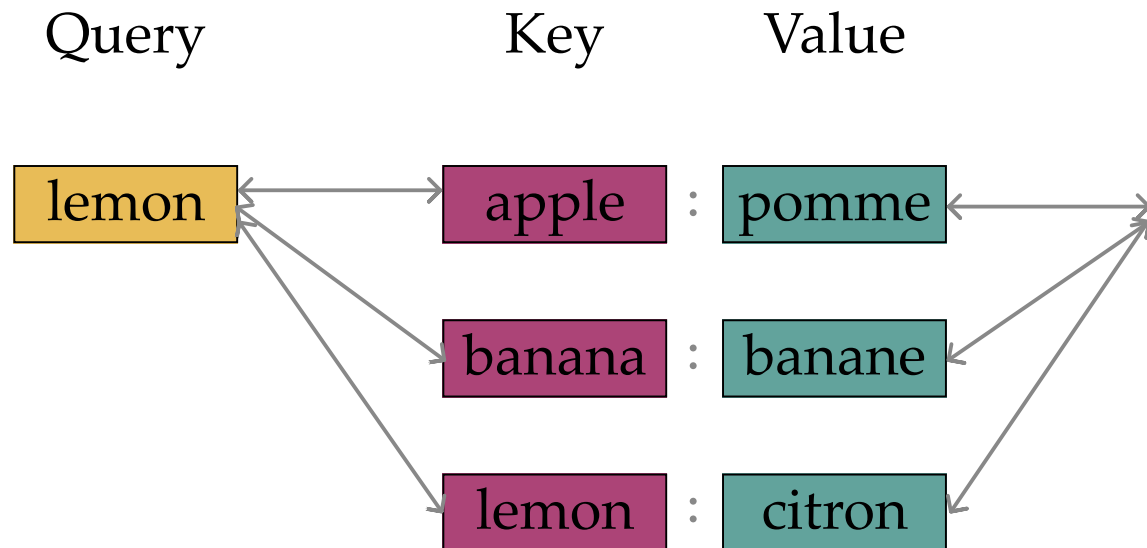 Query Key Value
lemon apple : pomme
banana : banane
lemon : citron